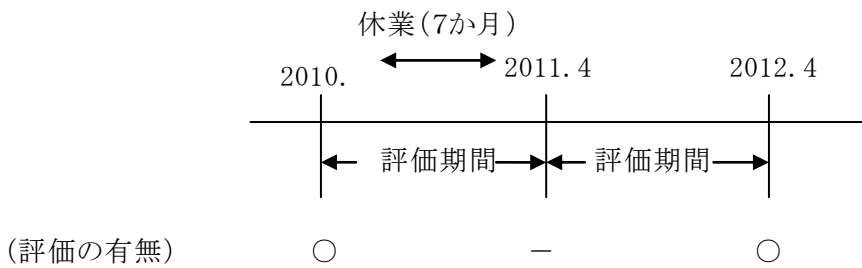 休業(7か月)
2010. 2011.4 2012.4
評価期間 評価期間
(評価の有無) ○ － ○